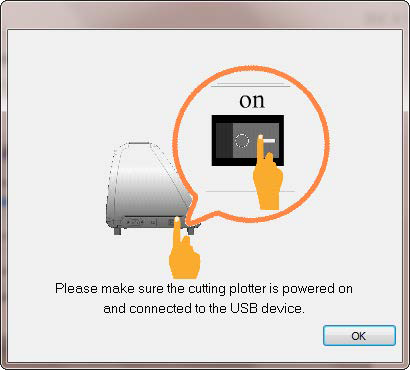 on
Please make sure the cutting plotter is powered on
and connected to the USB device.
OK